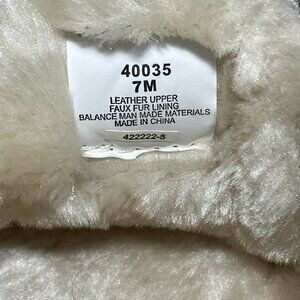 40035
7M
LEATHER UPPER
FAUX FUR LINING
BALANCE MAN MADE MATERIALS
MADE IN CHINA
422222-5